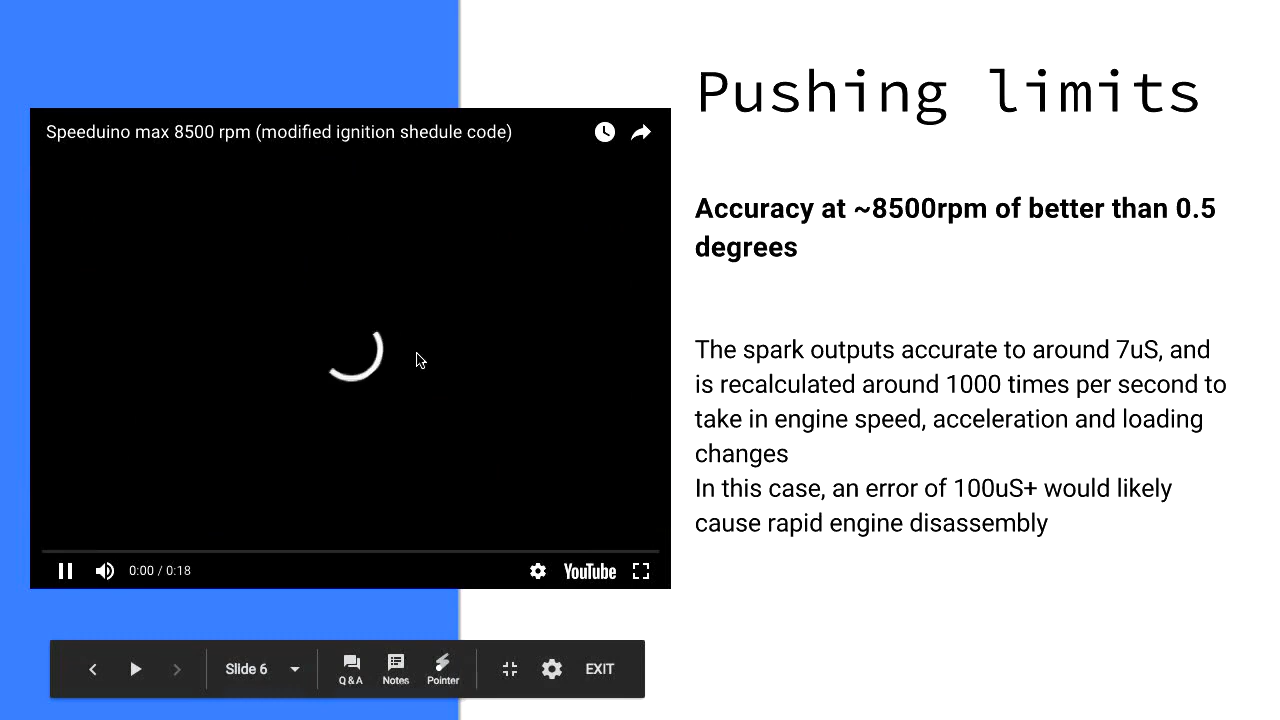 Pushing limits
Speeduino max 8500 rpm (modified ignition shedule code)
Accuracy at ~8500rpm of better than 0.5
degrees
The spark outputs accurate to around 7uS, and
is recalculated around 1000 times per second to
take in engine speed, acceleration and loading
changes
In this case, an error of 100uS+ would likely
cause rapid engine disassembly
0:00 / 0:18
YouTube
Slide 6
Q & A
Notes
Pointer
EXIT